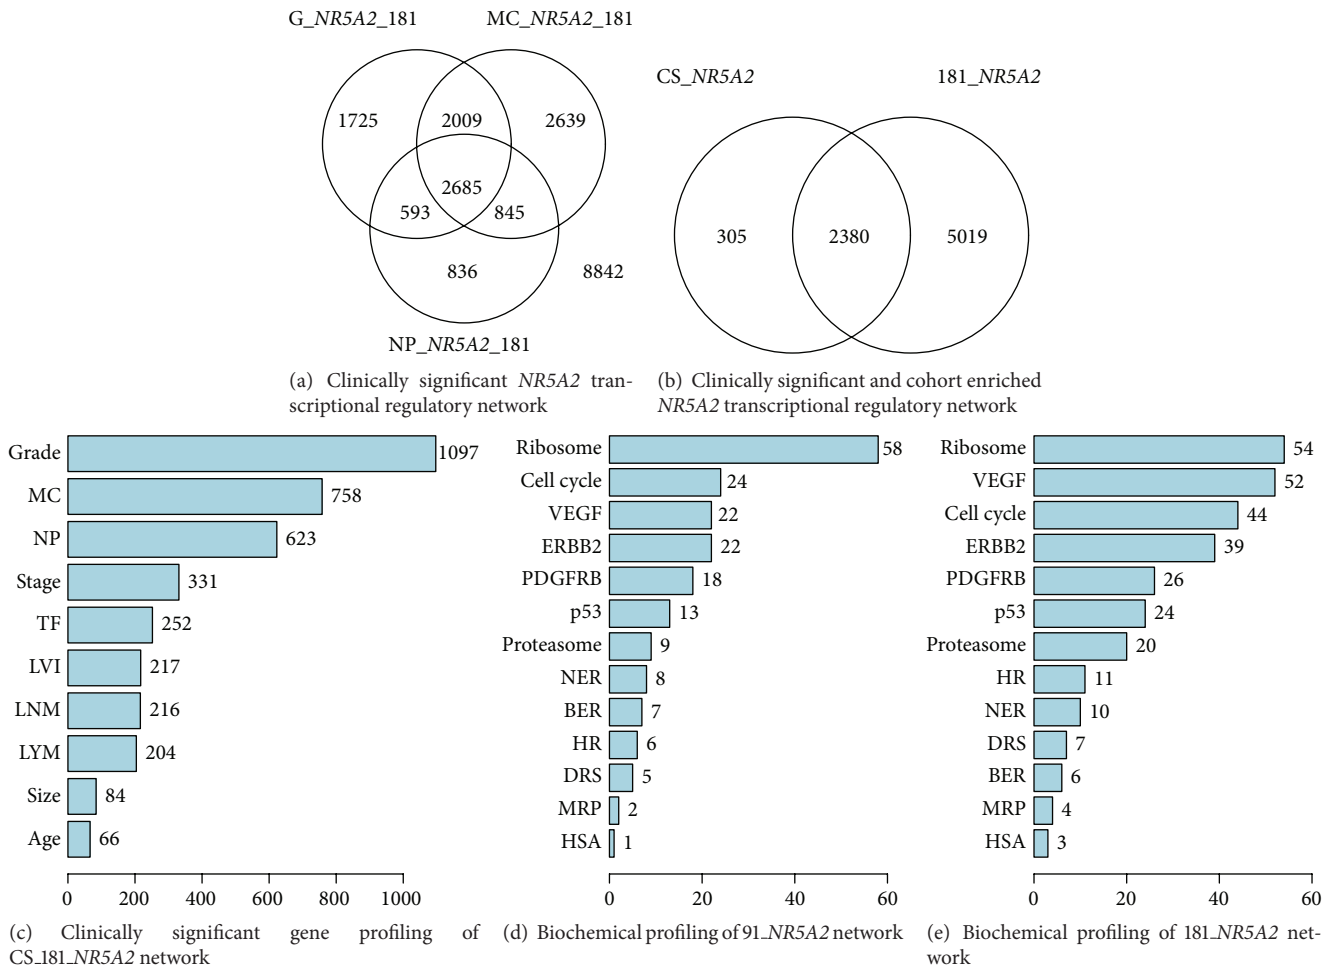 G_NR5A2_181
MC_NR5A2_181
1725
2009
2639
2685
593
845
836
8842
NP_NR5A2_181
(a) Clinically significant NR5A2 tran-
scriptional regulatory network
CS_NR5A2
181_NR5A2
305
2380
5019
(b) Clinically significant and cohort enriched
NR5A2 transcriptional regulatory network
Grade 1097
MC 758
NP 623
Stage 331
TF 252
LVI 217
LNM 216
LYM 204
Size 84
Age 66
0 200 400 600 800 1000
(c) Clinically significant gene profiling of
CS_181_NR5A2 network
Ribosome 58
Cell cycle 24
VEGF 22
ERBB2 22
PDGFRB 18
p53 13
Proteasome 9
NER 8
BER 7
HR 6
DRS 5
MRP 2
HSA 1
0 20 40 60
(d) Biochemical profiling of 91_NR5A2 network
Ribosome 54
VEGF 52
Cell cycle 44
ERBB2 39
PDGFRB 26
p53 24
Proteasome 20
HR 11
NER 10
DRS 7
BER 6
MRP 4
HSA 3
0 20 40 60
(e) Biochemical profiling of 181_NR5A2 net-
work